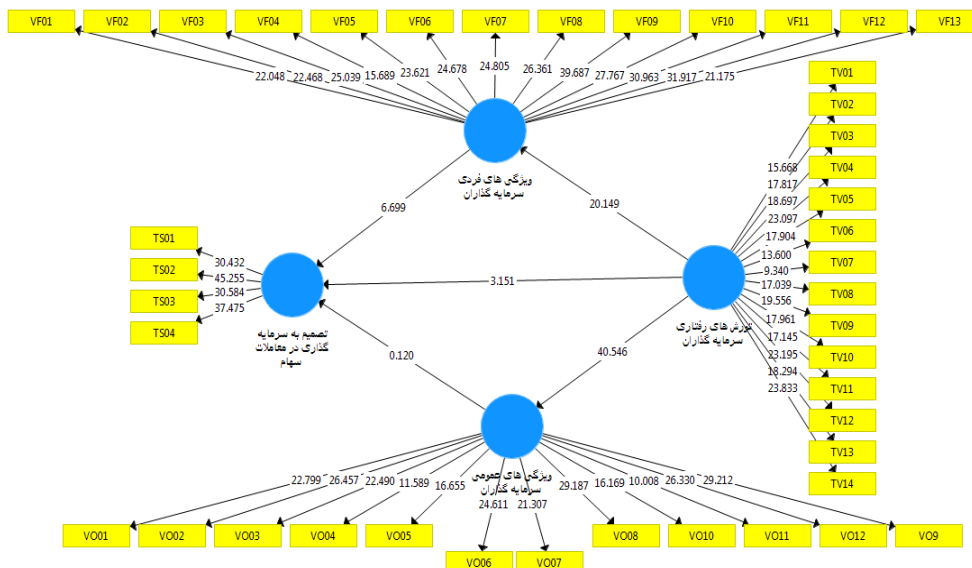 VF01 VF02 VF03 VF04 VF05 VF06 VF07 VF08 VF09 VF10 VF11 VF12 VF13
22.048 22.468 25.039 15.689 23.621 24.678 24.805 26.361 39.687 27.767 30.963 31.917 21.175
ویژگی های فردی
سرمایه گذاران
6.699
20.149
TV01
TV02
TV03
TV04
TV05
TV06
TV07
TV08
TV09
TV10
TV11
TV12
TV13
TV14
15.668
17.817
18.697
23.097
17.904
13.600
9.340
17.039
19.556
17.961
17.145
23.195
18.294
23.833
TS01
TS02
TS03
TS04
30.432
45.255
30.584
37.475
3.151
تصمیم به سرمایه
گذاری در معاملات
سهام
تورش های رفتاری
سرمایه گذاران
0.120
40.546
ویژگی های عمومی
سرمایه گذاران
22.799 26.457 22.490 11.589 16.655 24.611 21.307 29.187 16.169 10.008 26.330 29.212
VO01 VO02 VO03 VO04 VO05 VO08 VO10 VO11 VO12 VO9
VO06 VO07